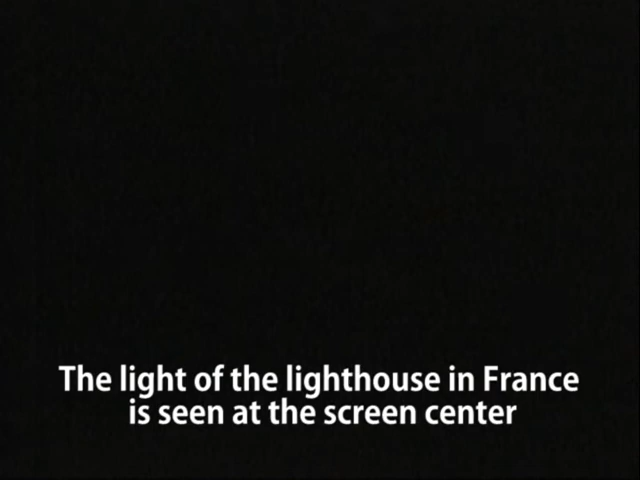 The light of the lighthouse in France
is seen at the screen center